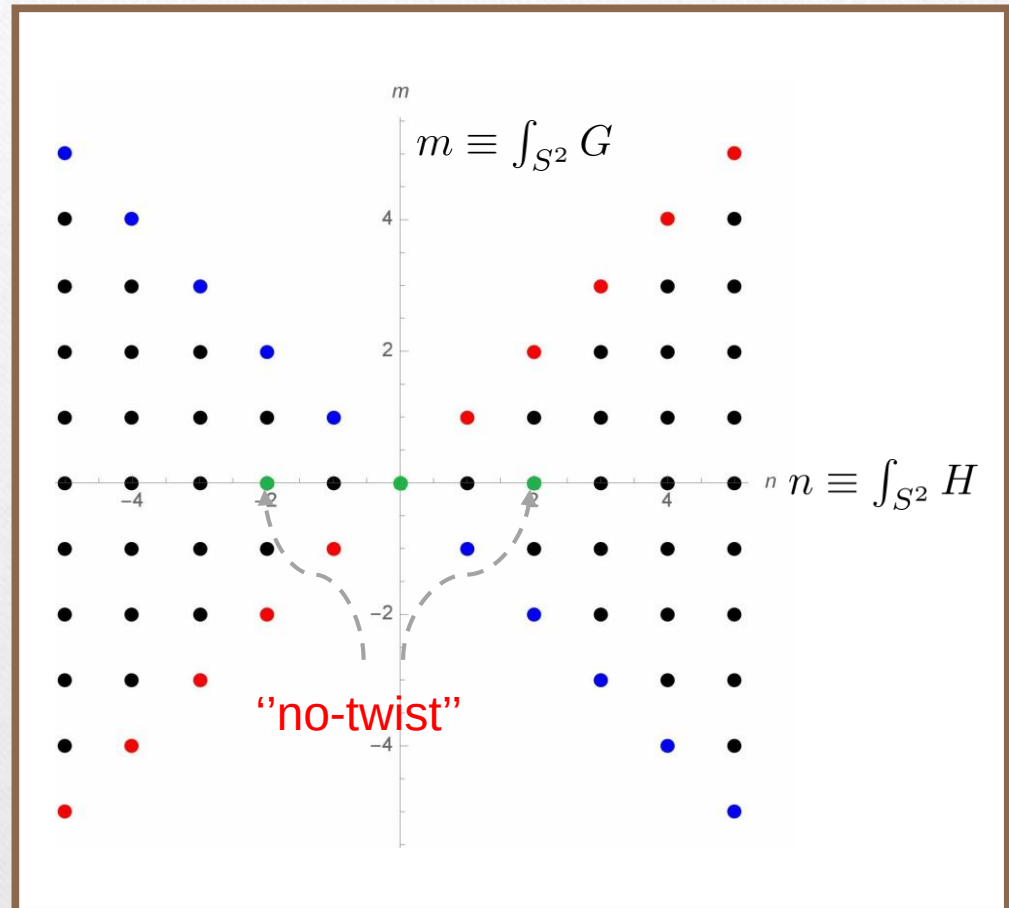 m
m ≡ ∫_{S²} G
4
2
−4 −2 2 4 n n ≡ ∫_{S²} H
−2
‘’no-twist’’
−4